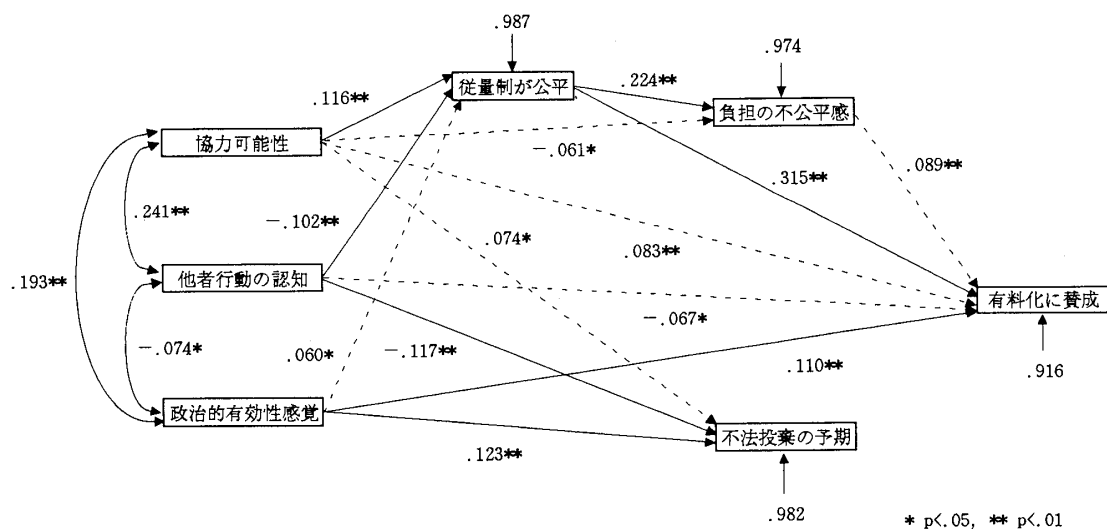 .987
.974
従量制が公平
.224**
負担の不公平感
.116**
協力可能性
-.061*
.089**
.315**
.241**
-.102**
.074*
.083**
.193**
他者行動の認知
有料化に賛成
-.067*
-.074*
.060*
-.117**
.110**
.916
政治的有効性感覚
不法投棄の予期
.123**
.982
* p<.05, ** p<.01